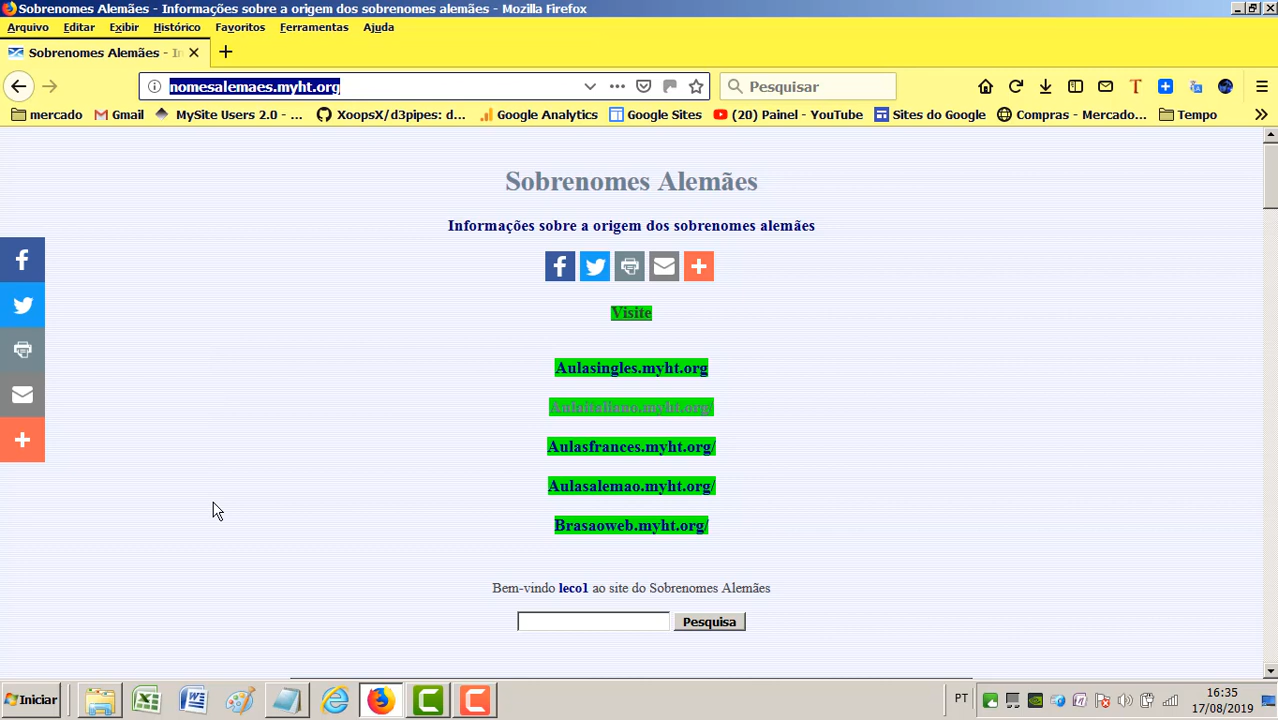 Sobrenomes Alemães - Informações sobre a origem dos sobrenomes alemães - Mozilla Firefox
Arquivo Editar Exibir Histórico Favoritos Ferramentas Ajuda
Sobrenomes Alemães - In
nomesalemaes.myht.org
Pesquisar
mercado Gmail MySite Users 2.0 - ... XoopsX/d3pipes: d... Google Analytics Google Sites (20) Painel - YouTube Sites do Google Compras - Mercado... Tempo
Sobrenomes Alemães
Informações sobre a origem dos sobrenomes alemães
Visite
Aulasingles.myht.org
Aulaitaliano.myht.org/
Aulasfrances.myht.org/
Aulasalemao.myht.org/
Brasaoweb.myht.org/
Bem-vindo leco1 ao site do Sobrenomes Alemães
Pesquisa
Iniciar
PT
16:35
17/08/2019